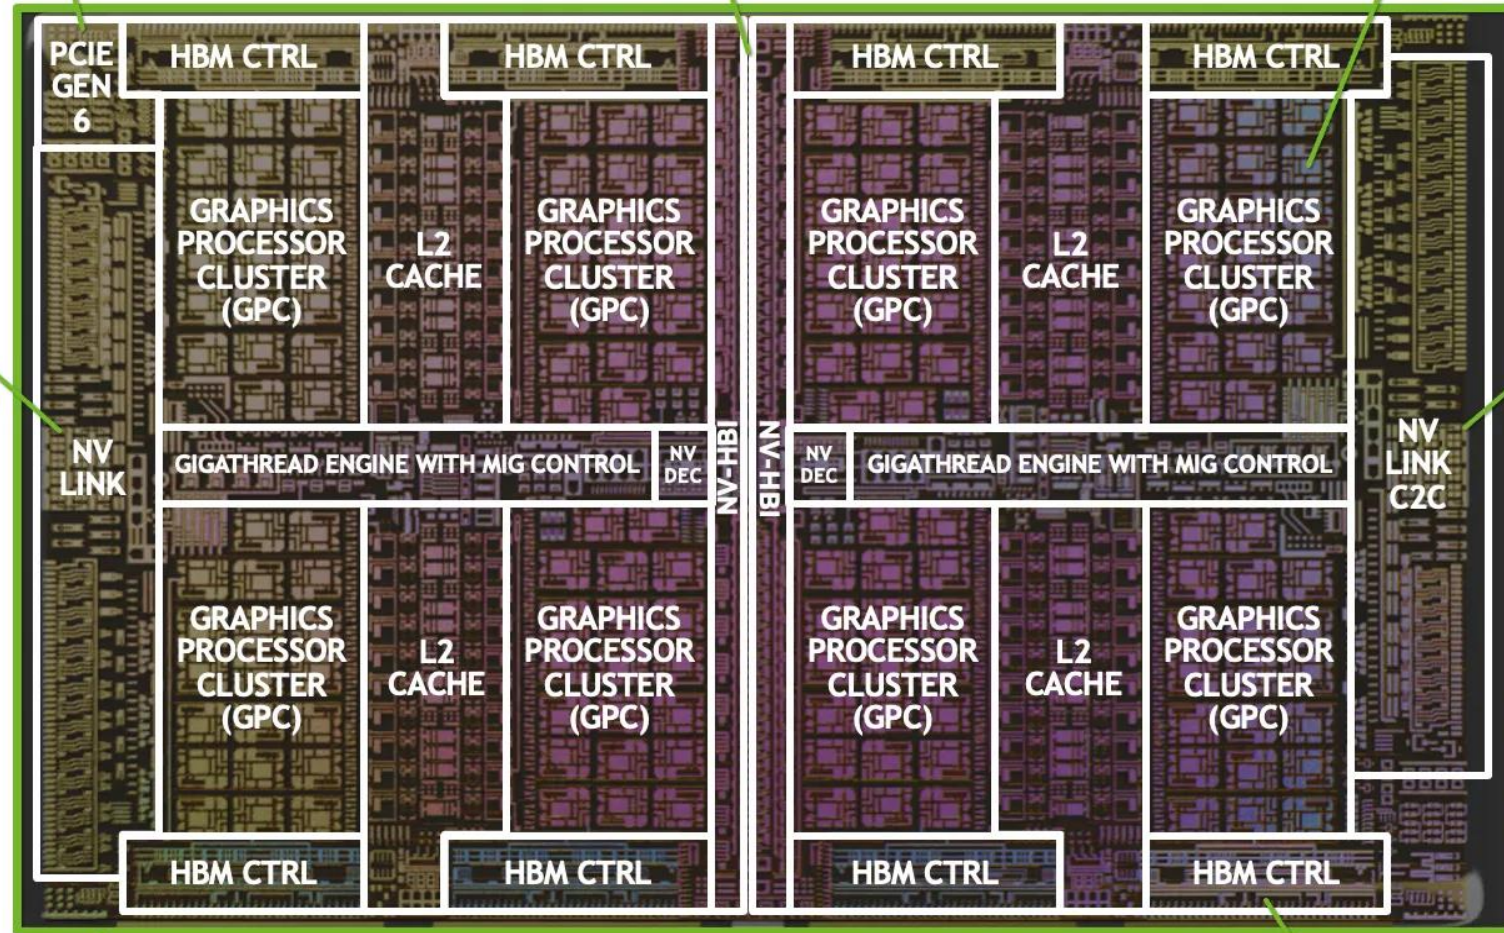 PCIE
GEN
6
HBM CTRL
HBM CTRL
HBM CTRL
HBM CTRL
GRAPHICS
PROCESSOR
CLUSTER
(GPC)
L2
CACHE
GRAPHICS
PROCESSOR
CLUSTER
(GPC)
GRAPHICS
PROCESSOR
CLUSTER
(GPC)
L2
CACHE
GRAPHICS
PROCESSOR
CLUSTER
(GPC)
NV
LINK
GIGATHREAD ENGINE WITH MIG CONTROL
NV
DEC
NV-HBI
NV-HBI
NV
DEC
GIGATHREAD ENGINE WITH MIG CONTROL
NV
LINK
C2C
GRAPHICS
PROCESSOR
CLUSTER
(GPC)
L2
CACHE
GRAPHICS
PROCESSOR
CLUSTER
(GPC)
GRAPHICS
PROCESSOR
CLUSTER
(GPC)
L2
CACHE
GRAPHICS
PROCESSOR
CLUSTER
(GPC)
HBM CTRL
HBM CTRL
HBM CTRL
HBM CTRL